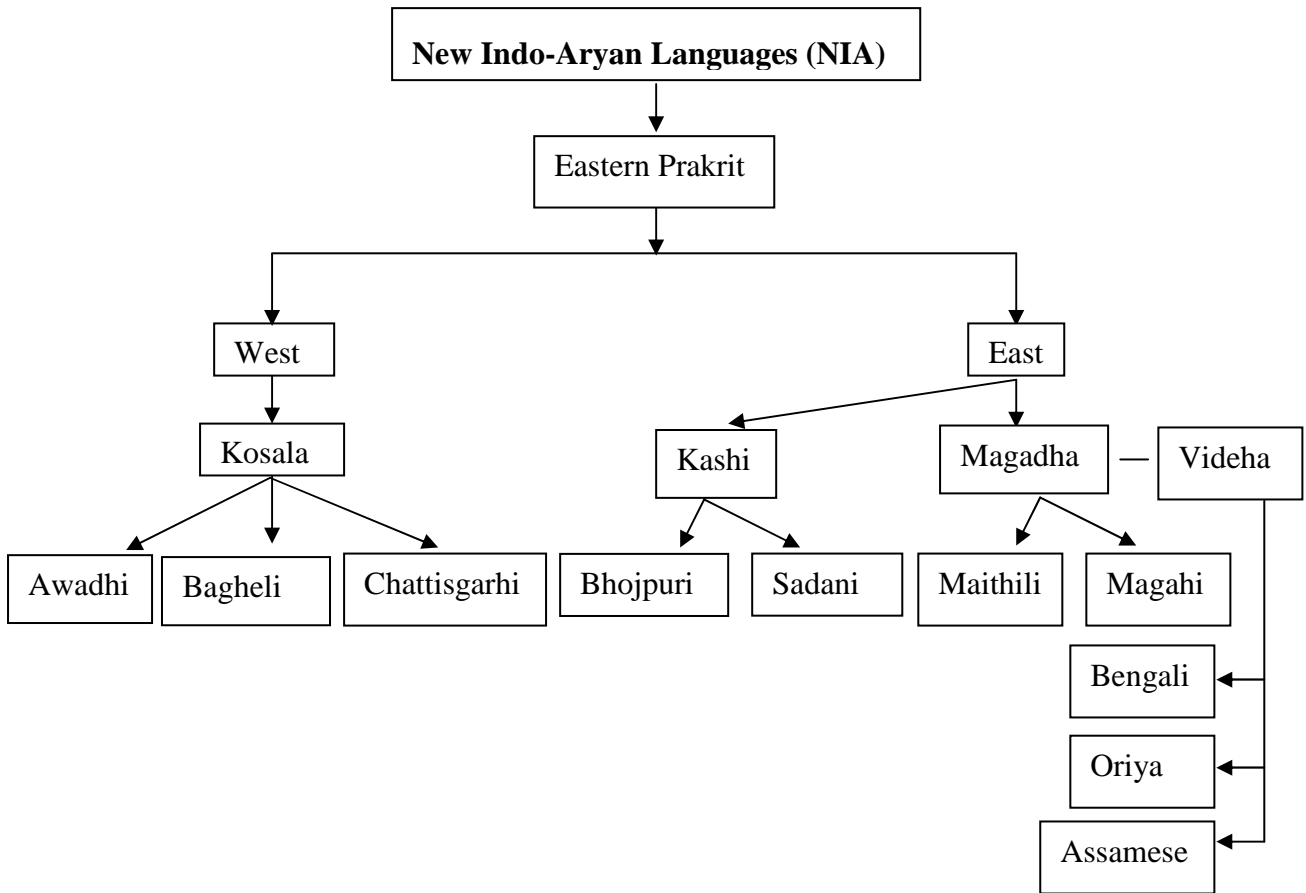 New Indo-Aryan Languages (NIA)
Eastern Prakrit
West
East
Kosala
Kashi
Magadha
Videha
Awadhi
Bagheli
Chattisgarhi
Bhojpuri
Sadani
Maithili
Magahi
Bengali
Oriya
Assamese